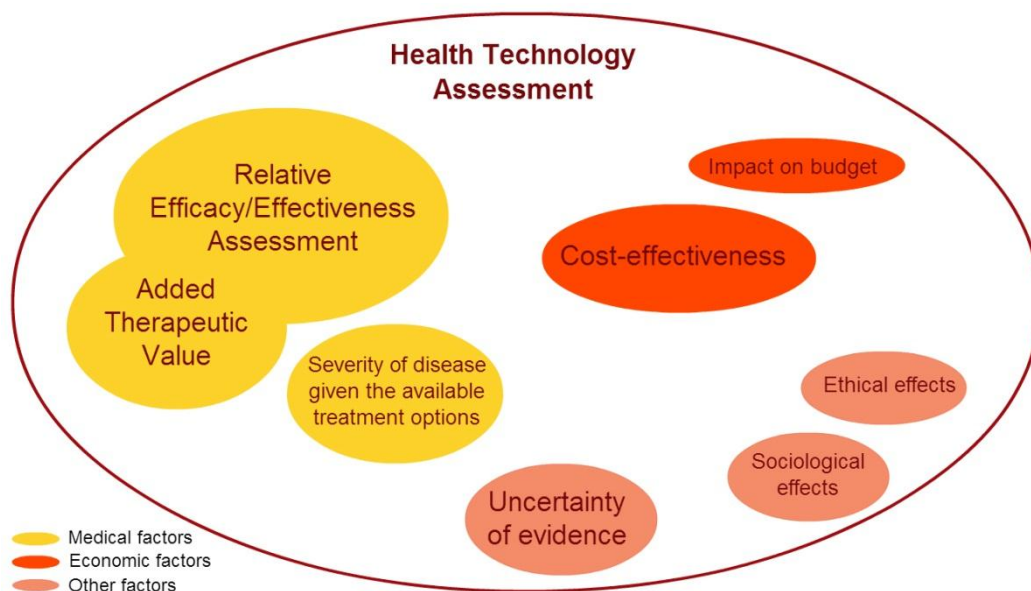 Health Technology
Assessment
Relative
Efficacy/Effectiveness
Assessment
Added
Therapeutic
Value
Severity of disease
given the available
treatment options
Impact on budget
Cost-effectiveness
Ethical effects
Sociological
effects
Uncertainty
of evidence
Medical factors
Economic factors
Other factors